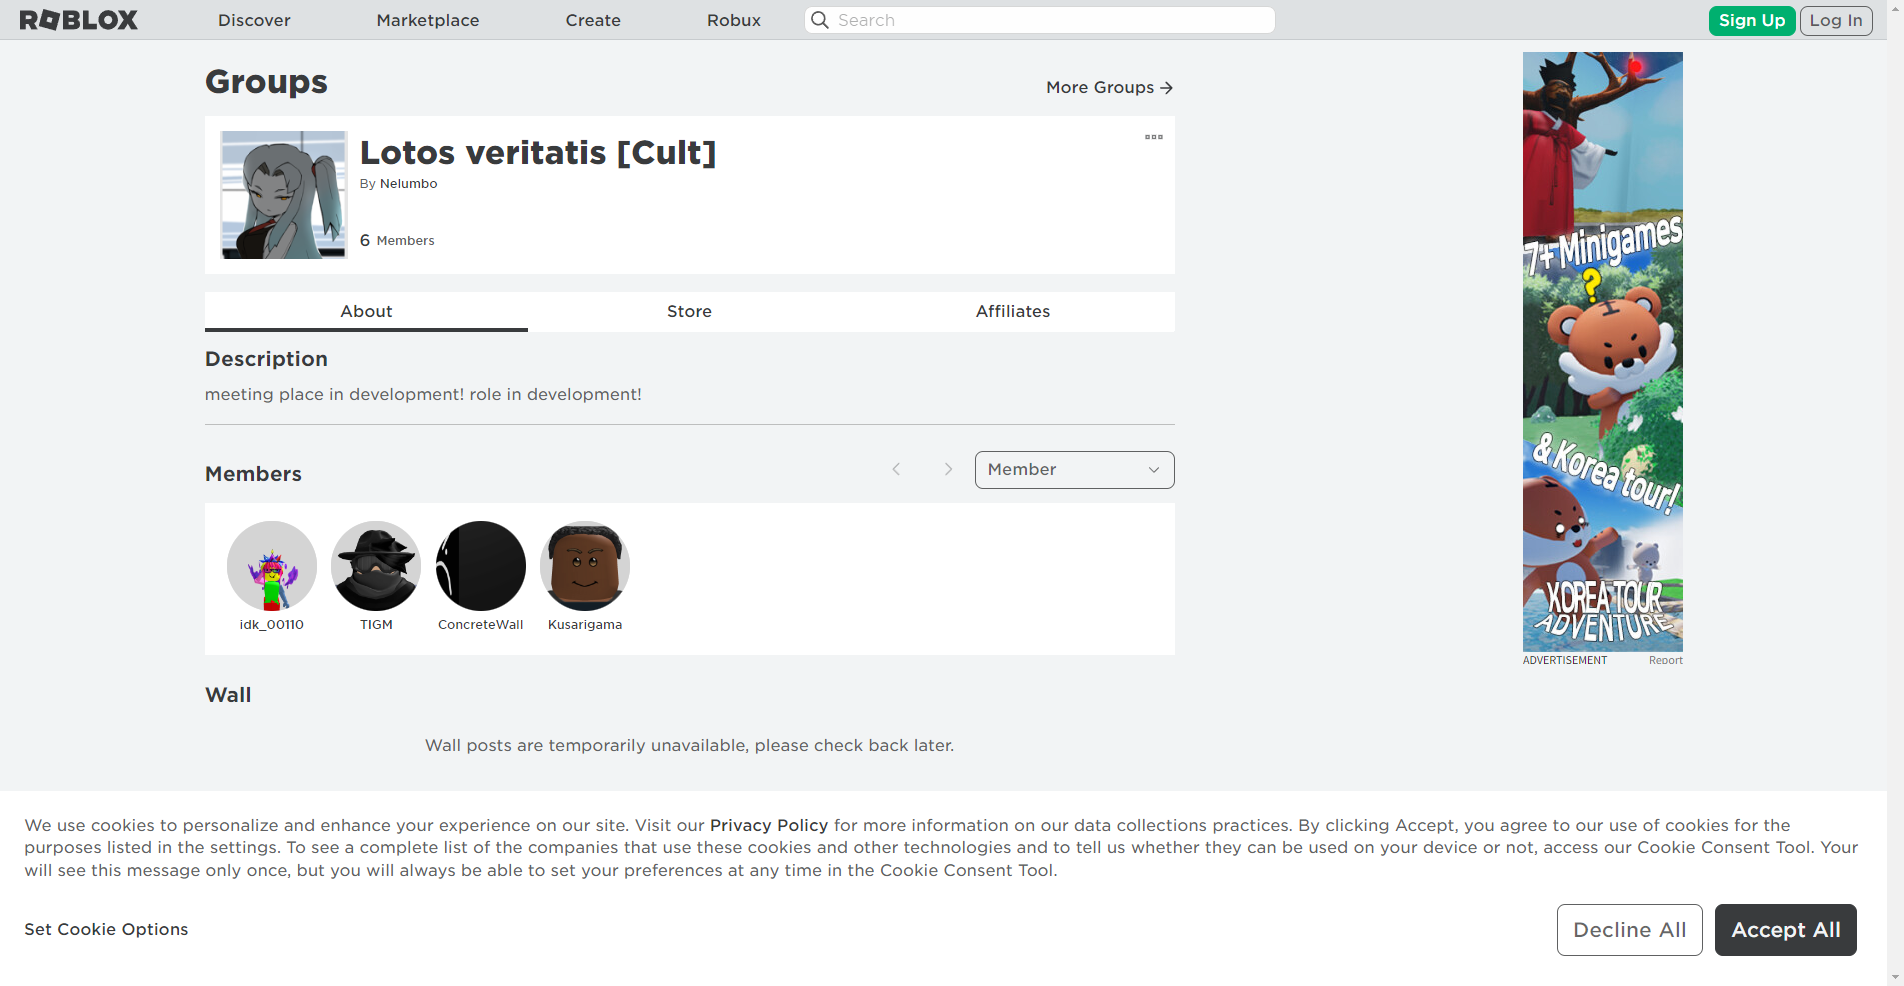 ROBLOX
Discover
Marketplace
Create
Robux
Search
Sign Up
Log In
Groups
More Groups
Lotos veritatis [Cult]
By Nelumbo
6 Members
About
Store
Affiliates
Description
meeting place in development! role in development!
Members
Member
idk_00110
TIGM
ConcreteWall
Kusarigama
Wall
Wall posts are temporarily unavailable, please check back later.
7+ Minigames
?
& Korea tour!
KOREA TOUR
ADVENTURE
ADVERTISEMENT
Report
We use cookies to personalize and enhance your experience on our site. Visit our Privacy Policy for more information on our data collections practices. By clicking Accept, you agree to our use of cookies for the
purposes listed in the settings. To see a complete list of the companies that use these cookies and other technologies and to tell us whether they can be used on your device or not, access our Cookie Consent Tool. Your
will see this message only once, but you will always be able to set your preferences at any time in the Cookie Consent Tool.
Set Cookie Options
Decline All
Accept All